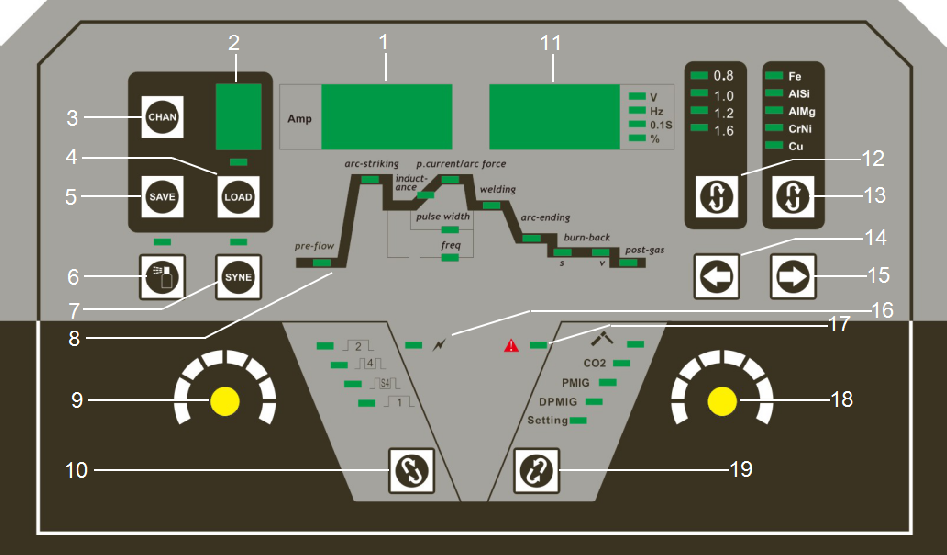 2
1
11
3
CHAN
Amp
V
Hz
0.1S
%
0.8
1.0
1.2
1.6
Fe
AlSi
AlMg
CrNi
Cu
4
5
SAVE
LOAD
arc-striking
induct-
ance
p.current/arc force
welding
pulse width
freq
arc-ending
burn-back
s
v
post-gas
pre-flow
12
13
14
15
6
7
SYNE
8
16
17
2
4
S4
1
CO2
PMIG
DPMIG
Setting
9
18
10
19